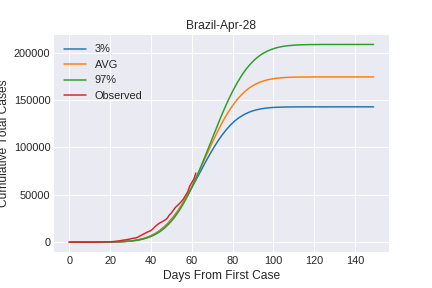 Brazil-Apr-28
3%
AVG
97%
Observed
200000
150000
100000
50000
0
Cumulative Total Cases
0 20 40 60 80 100 120 140
Days From First Case